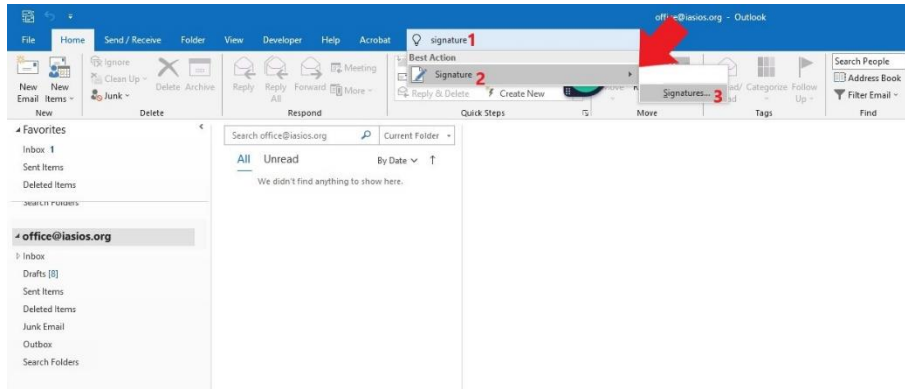 office@iasios.org - Outlook
File Home Send / Receive Folder View Developer Help Acrobat signature 1
Best Action
Signature 2
Signatures... 3
New Email
New Items
Ignore
Clean Up
Junk
Delete
Archive
Reply
Reply All
Forward
Meeting
More
Reply & Delete
Create New
Categorize
Follow Up
Search People
Address Book
Filter Email
New Delete Respond Quick Steps Move Tags Find
Favorites
Inbox 1
Sent Items
Deleted Items
Search Folders
office@iasios.org
Inbox
Drafts [8]
Sent Items
Deleted Items
Junk Email
Outbox
Search Folders
Search office@iasios.org Current Folder
All Unread By Date
We didn't find anything to show here.